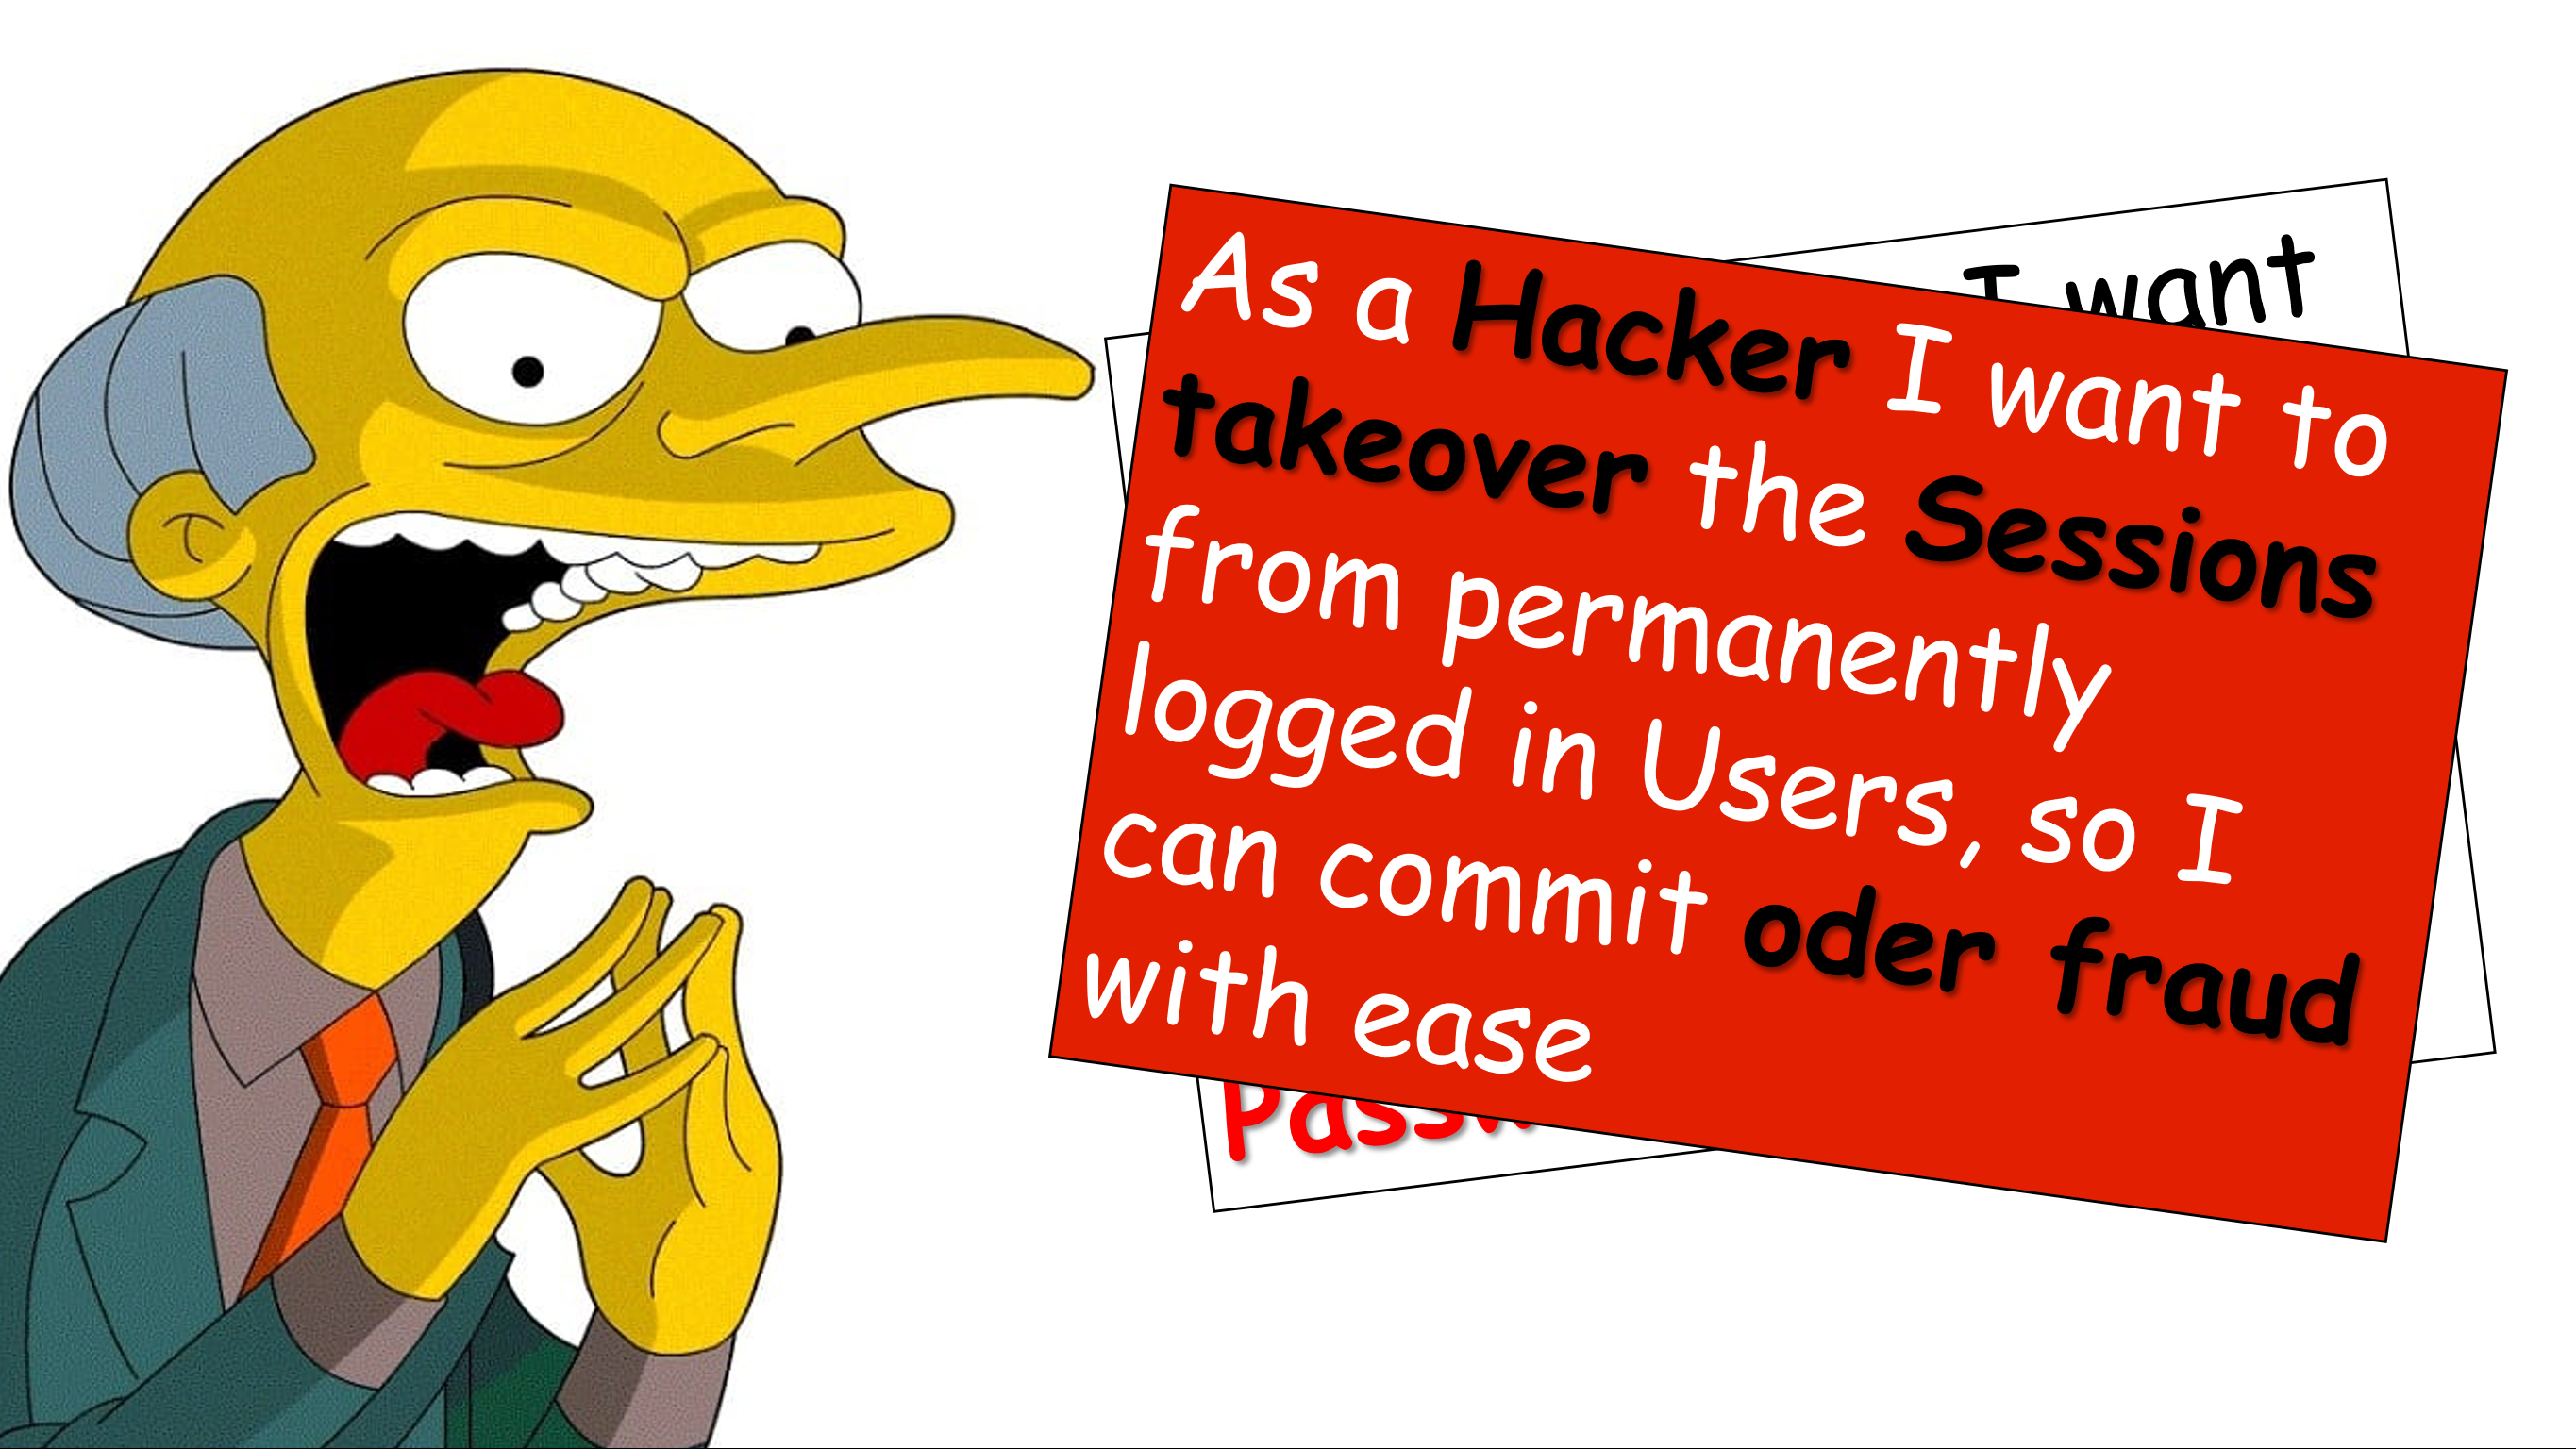 I want
As a Hacker I want to
takeover the Sessions
from permanently
logged in Users, so I
can commit oder fraud
with ease